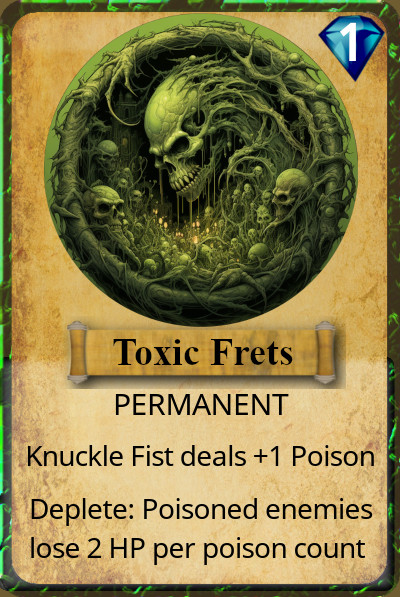 1
Toxic Frets
PERMANENT
Knuckle Fist deals +1 Poison
Deplete: Poisoned enemies
lose 2 HP per poison count